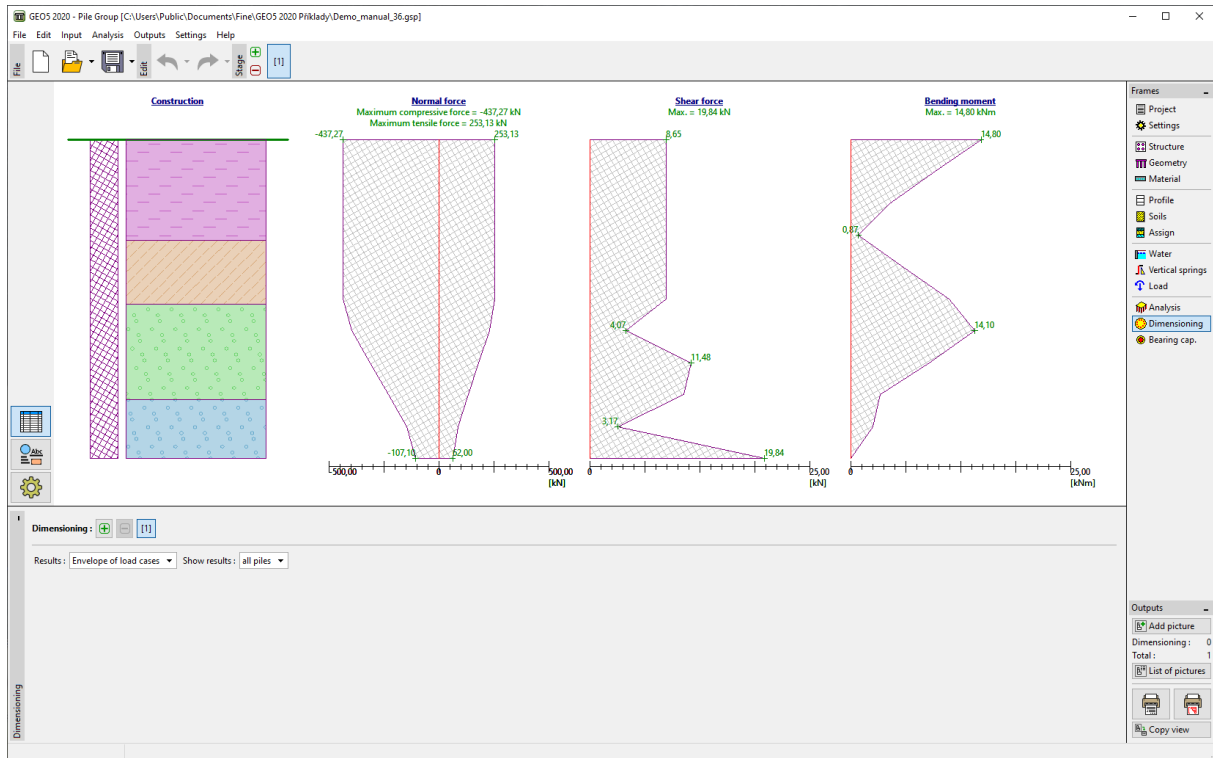 GEO5 2020 - Pile Group [C:\Users\Public\Documents\Fine\GEO5 2020 Příklady\Demo_manual_36.gsp]
File Edit Input Analysis Outputs Settings Help
File
Edit
Stage
[1]
Construction
Normal force
Maximum compressive force = -437,27 kN
Maximum tensile force = 253,13 kN
-437,27
253,13
-107,10
52,00
-500,00
0
500,00
[kN]
Shear force
Max. = 19,84 kN
8,65
4,07
11,48
3,17
19,84
0
25,00
[kN]
Bending moment
Max. = 14,80 kNm
14,80
0,87
14,10
0
25,00
[kNm]
Abc
Frames
Project
Settings
Structure
Geometry
Material
Profile
Soils
Assign
Water
Vertical springs
Load
Analysis
Dimensioning
Bearing cap.
Dimensioning : [1]
Results : Envelope of load cases Show results : all piles
Dimensioning
Outputs
Add picture
Dimensioning : 0
Total : 1
List of pictures
Copy view